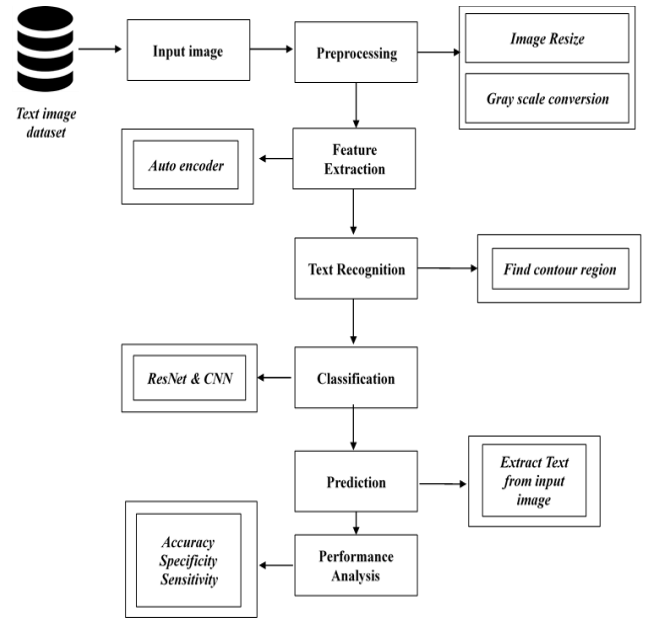 Text image
dataset
Input image
Preprocessing
Image Resize
Gray scale conversion
Auto encoder
Feature
Extraction
Text Recognition
Find contour region
ResNet & CNN
Classification
Prediction
Extract Text
from input
image
Accuracy
Specificity
Sensitivity
Performance
Analysis